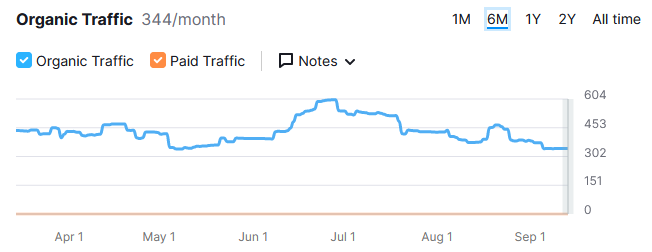 Organic Traffic 344/month 1M 6M 1Y 2Y All time
Organic Traffic Paid Traffic Notes
604
453
302
151
0
Apr 1 May 1 Jun 1 Jul 1 Aug 1 Sep 1